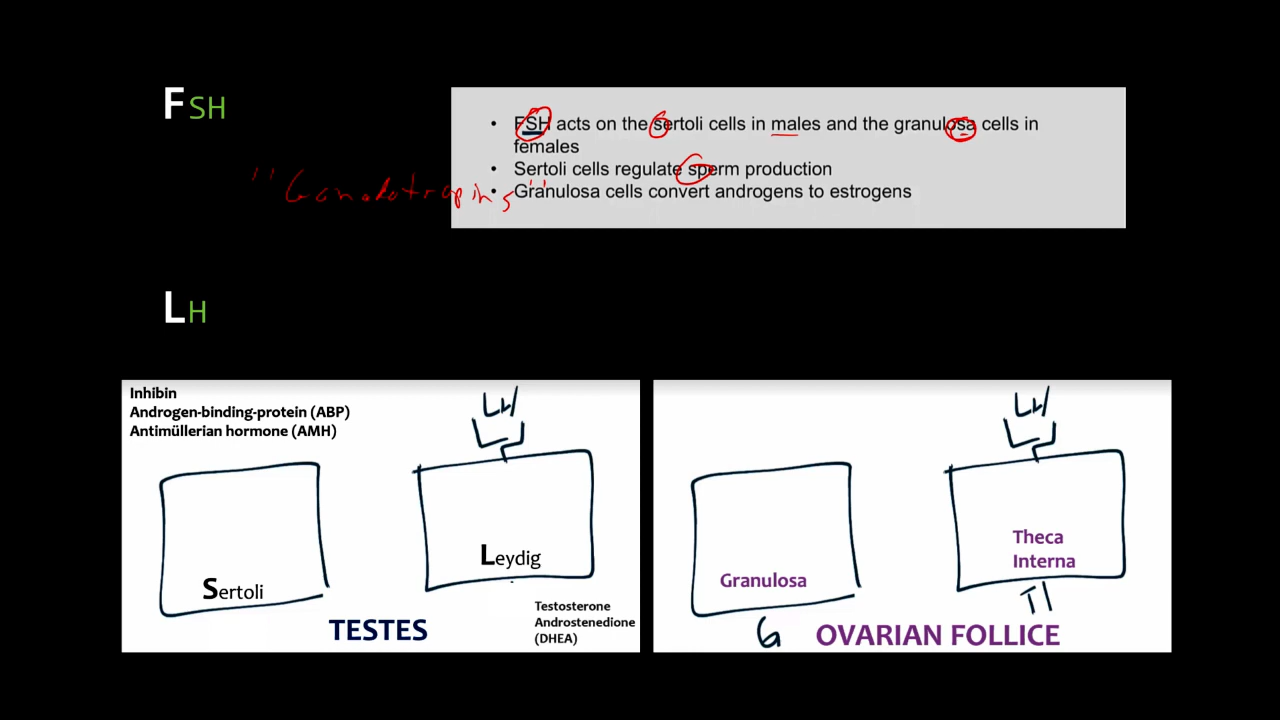 FSH
• FSH acts on the sertoli cells in males and the granulosa cells in
females
• Sertoli cells regulate sperm production
• Granulosa cells convert androgens to estrogens
"Gonadotropins"
LH
Inhibin
Androgen-binding-protein (ABP)
Antimüllerian hormone (AMH)
LH
Sertoli
Leydig
Testosterone
Androstenedione
(DHEA)
TESTES
LH
Granulosa
Theca
Interna
TI
G
OVARIAN FOLLICE